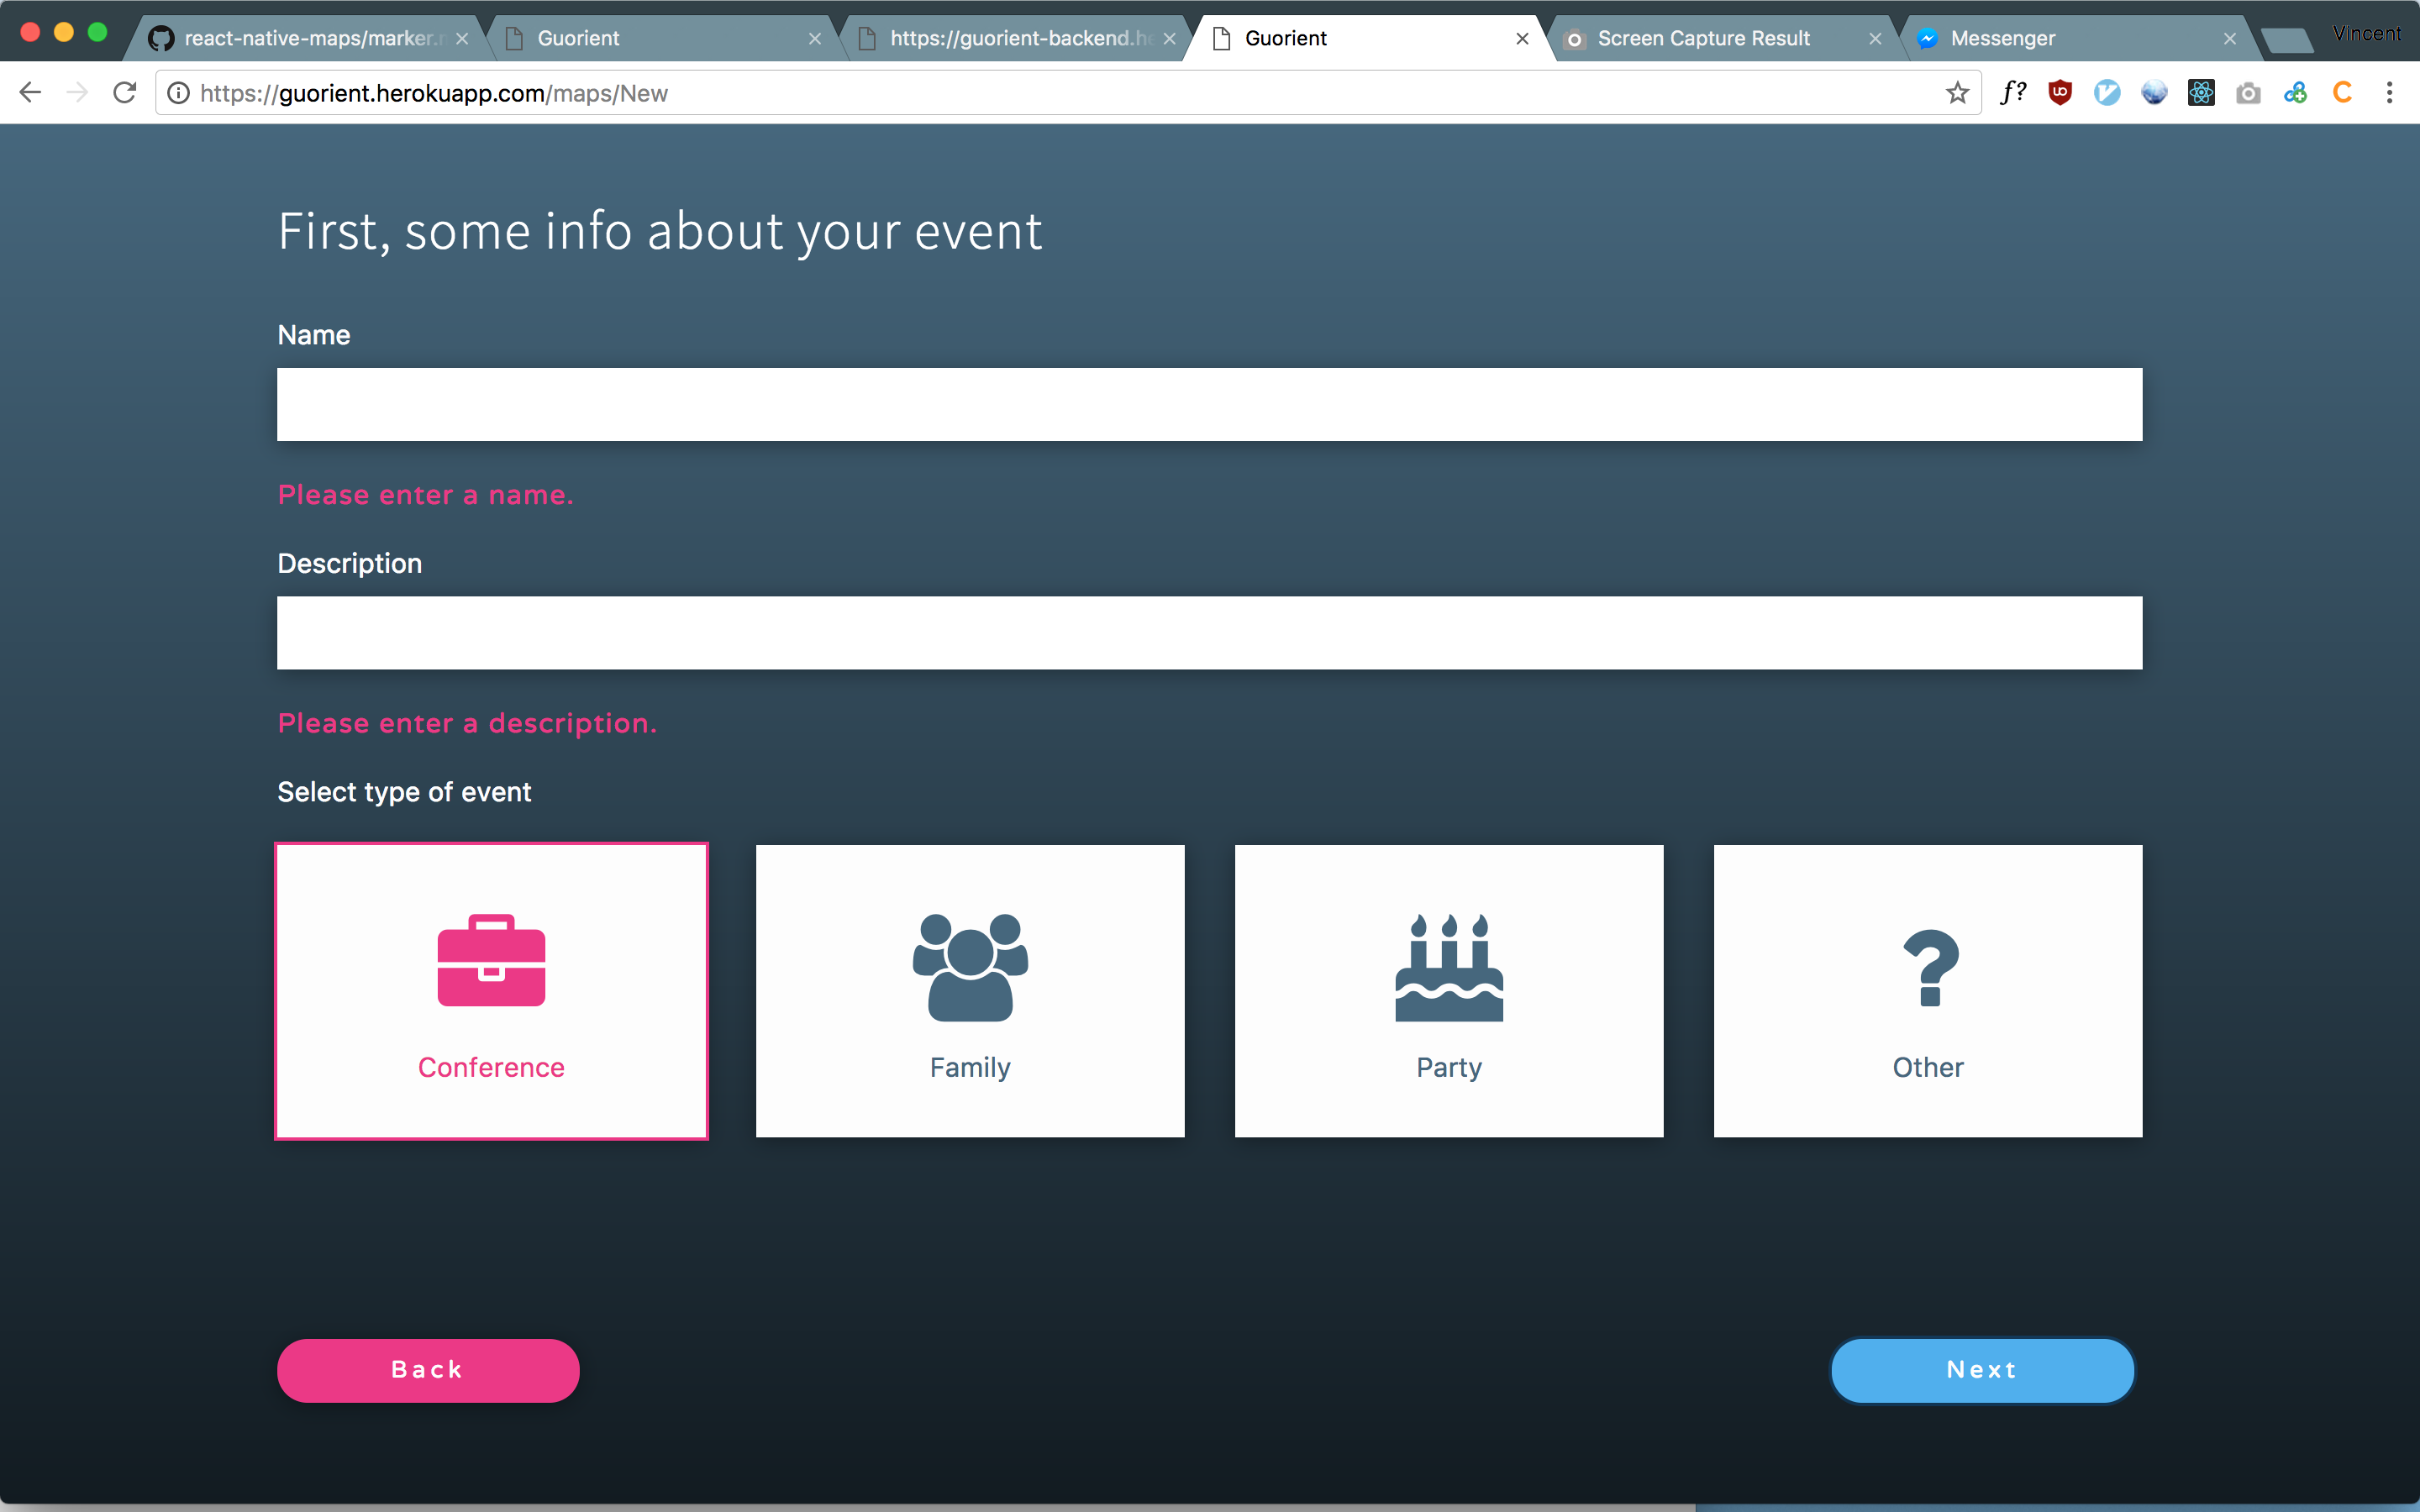 react-native-maps/marker.
Guorient
https://guorient-backend.he
Guorient
Screen Capture Result
Messenger
Vincent
https://guorient.herokuapp.com/maps/New
f?
First, some info about your event
Name
Please enter a name.
Description
Please enter a description.
Select type of event
Conference
Family
Party
Other
Back
Next